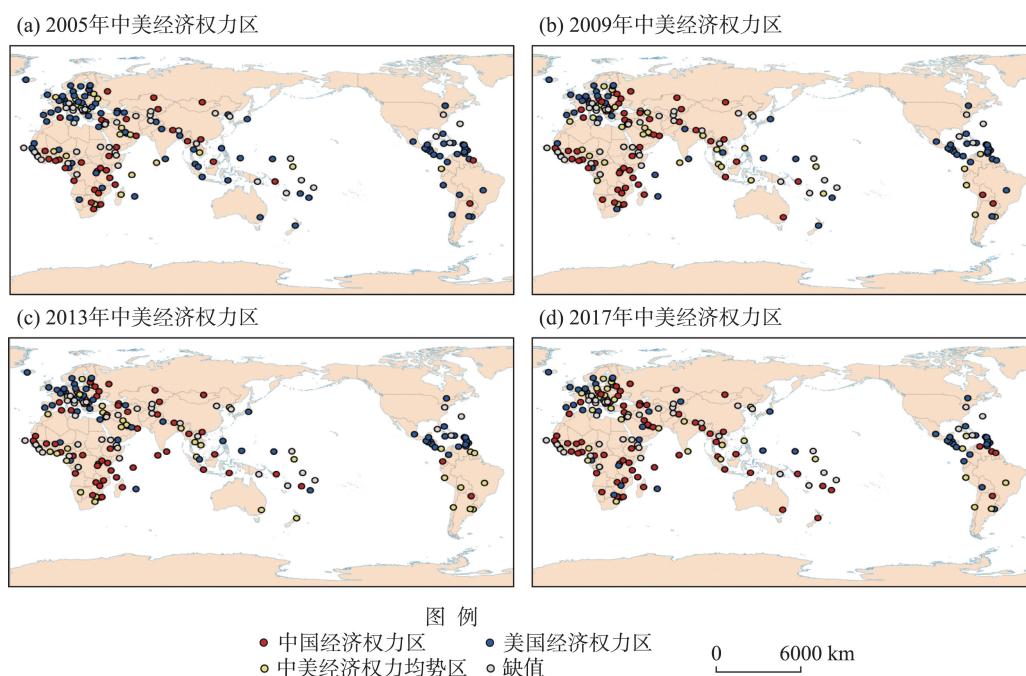 (a) 2005年中美经济权力区
(b) 2009年中美经济权力区
(c) 2013年中美经济权力区
(d) 2017年中美经济权力区
图 例
中国经济权力区
美国经济权力区
中美经济权力均势区
缺值
0 6000 km